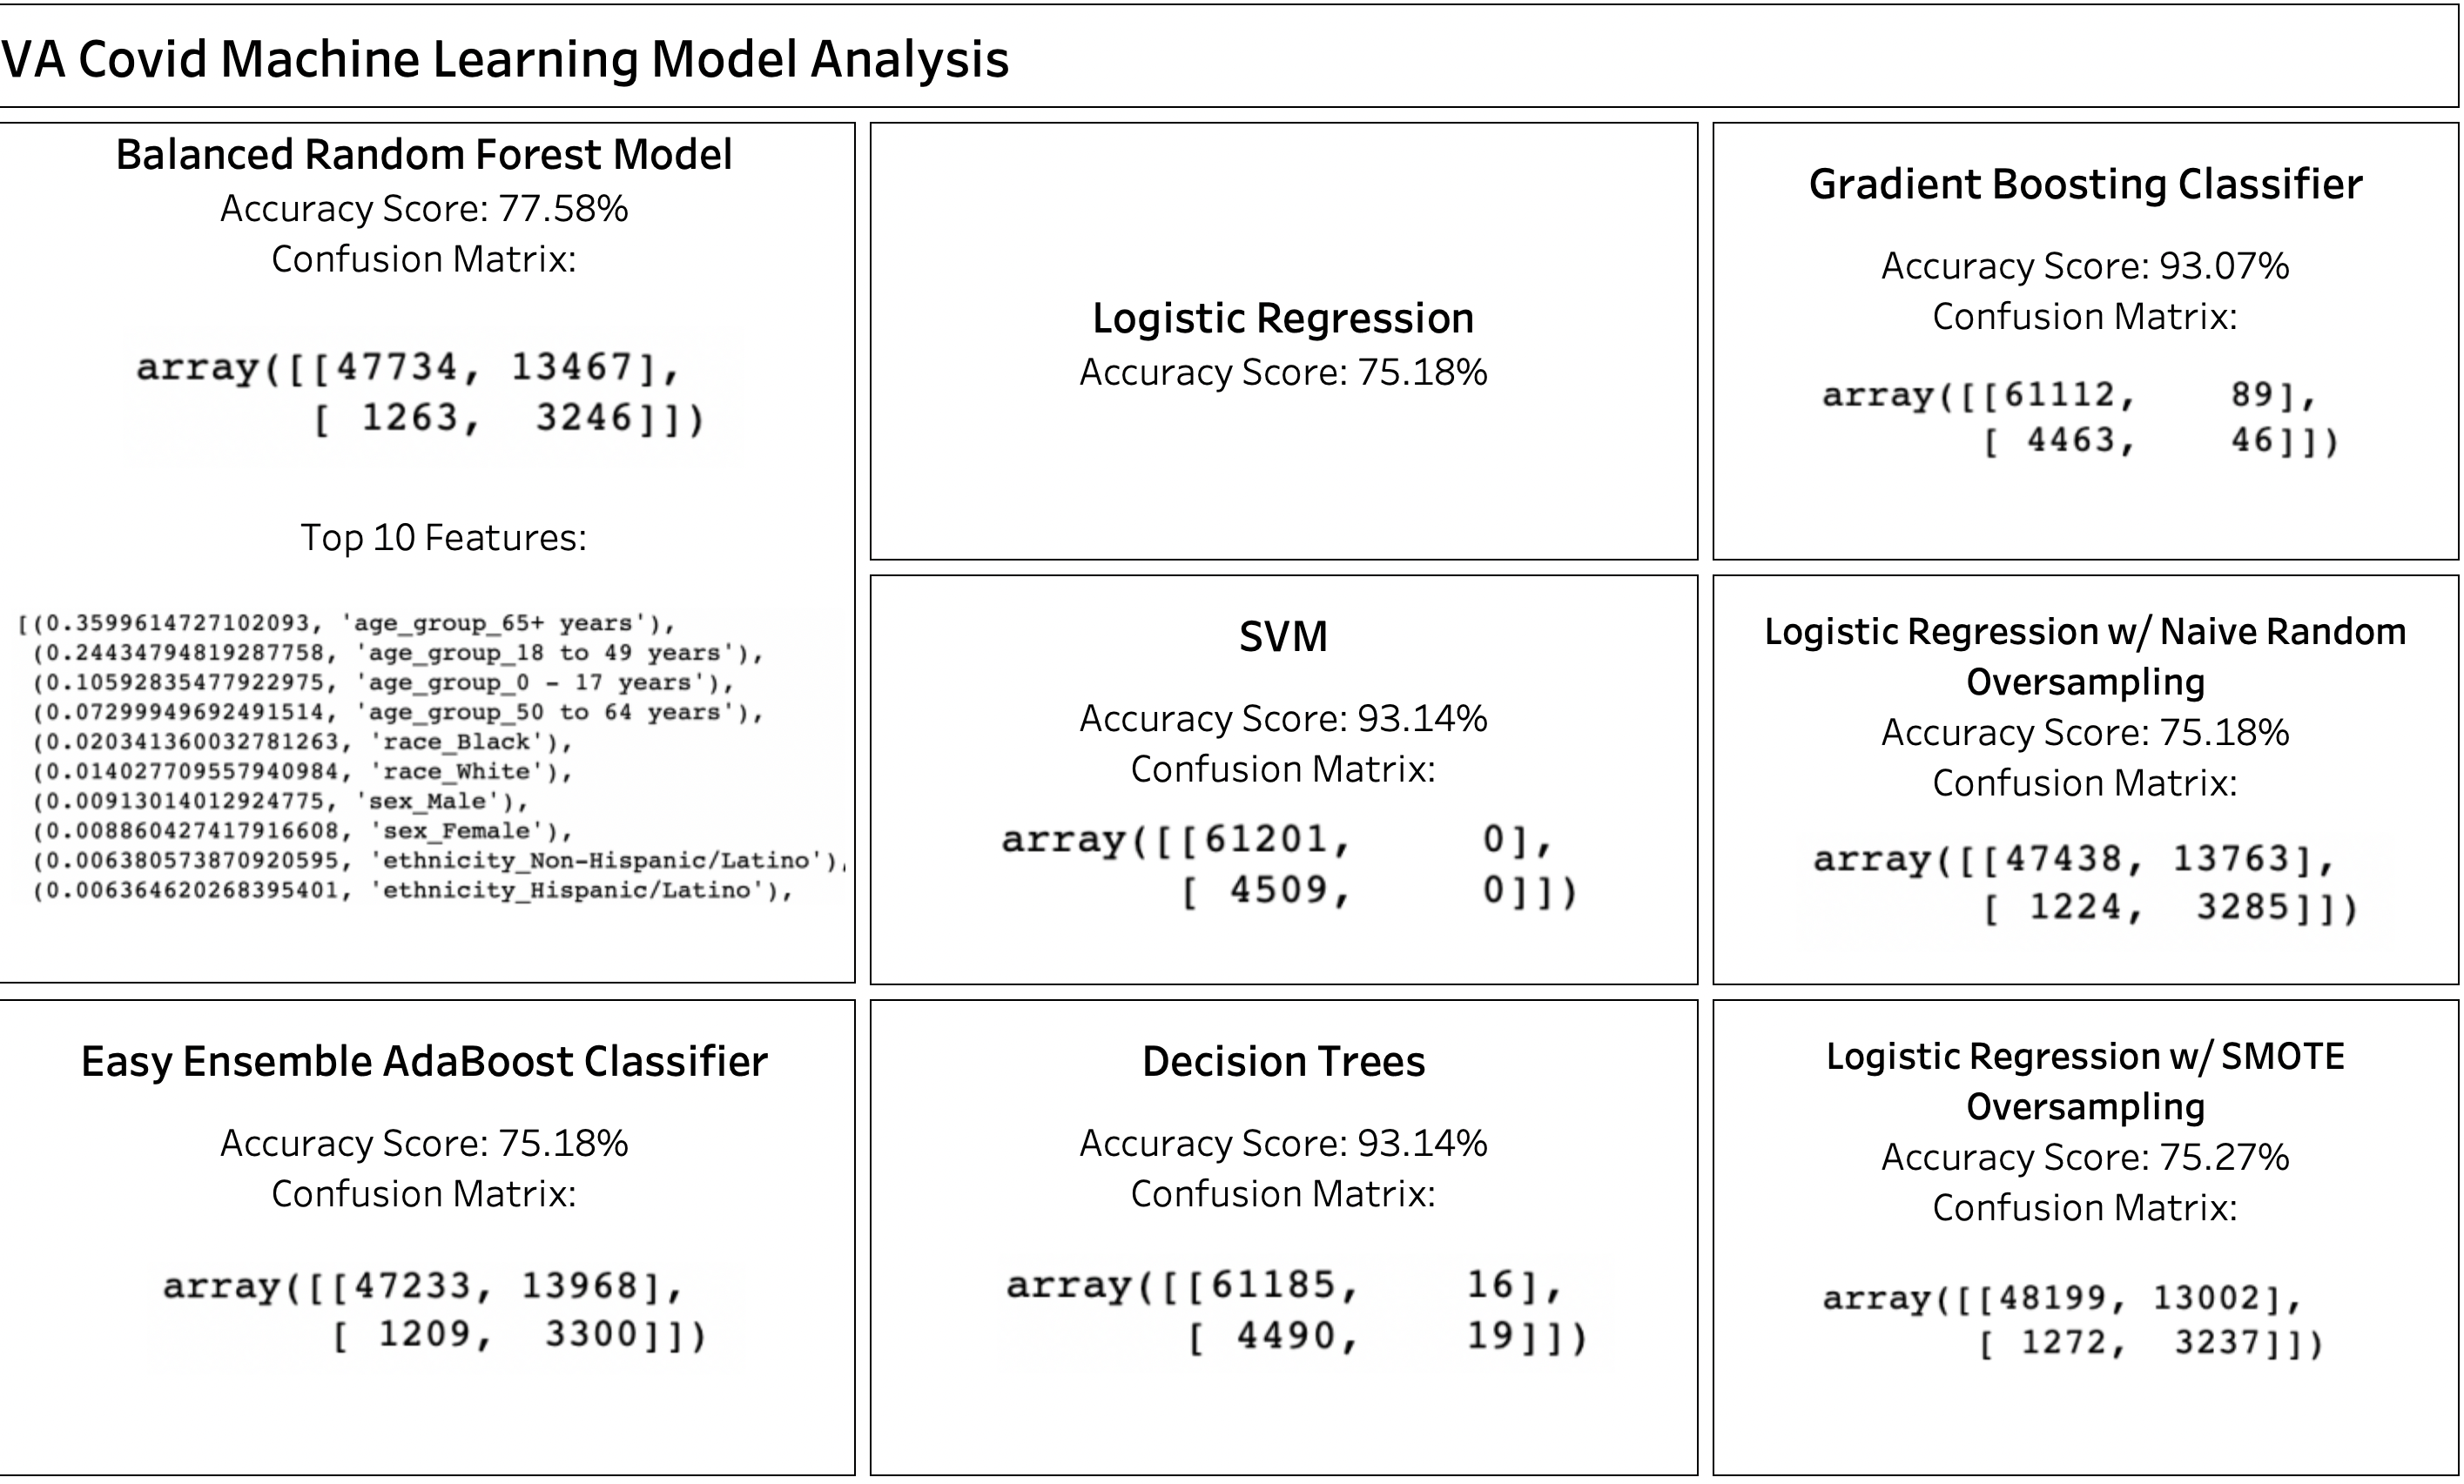 VA Covid Machine Learning Model Analysis
Balanced Random Forest Model
Accuracy Score: 77.58%
Confusion Matrix:
array([[47734, 13467],
[ 1263, 3246]])
Top 10 Features:
[(0.3599614727102093, 'age_group_65+ years'),
(0.24434794819287758, 'age_group_18 to 49 years'),
(0.10592835477922975, 'age_group_0 - 17 years'),
(0.07299949692491514, 'age_group_50 to 64 years'),
(0.020341360032781263, 'race_Black'),
(0.014027709557940984, 'race_White'),
(0.00913014012924775, 'sex_Male'),
(0.008860427417916608, 'sex_Female'),
(0.006380573870920595, 'ethnicity_Non-Hispanic/Latino'),
(0.006364620268395401, 'ethnicity_Hispanic/Latino'),
Logistic Regression
Accuracy Score: 75.18%
Gradient Boosting Classifier
Accuracy Score: 93.07%
Confusion Matrix:
array([[61112, 89],
[ 4463, 46]])
SVM
Accuracy Score: 93.14%
Confusion Matrix:
array([[61201, 0],
[ 4509, 0]])
Logistic Regression w/ Naive Random
Oversampling
Accuracy Score: 75.18%
Confusion Matrix:
array([[47438, 13763],
[ 1224, 3285]])
Easy Ensemble AdaBoost Classifier
Accuracy Score: 75.18%
Confusion Matrix:
array([[47233, 13968],
[ 1209, 3300]])
Decision Trees
Accuracy Score: 93.14%
Confusion Matrix:
array([[61185, 16],
[ 4490, 19]])
Logistic Regression w/ SMOTE
Oversampling
Accuracy Score: 75.27%
Confusion Matrix:
array([[48199, 13002],
[ 1272, 3237]])